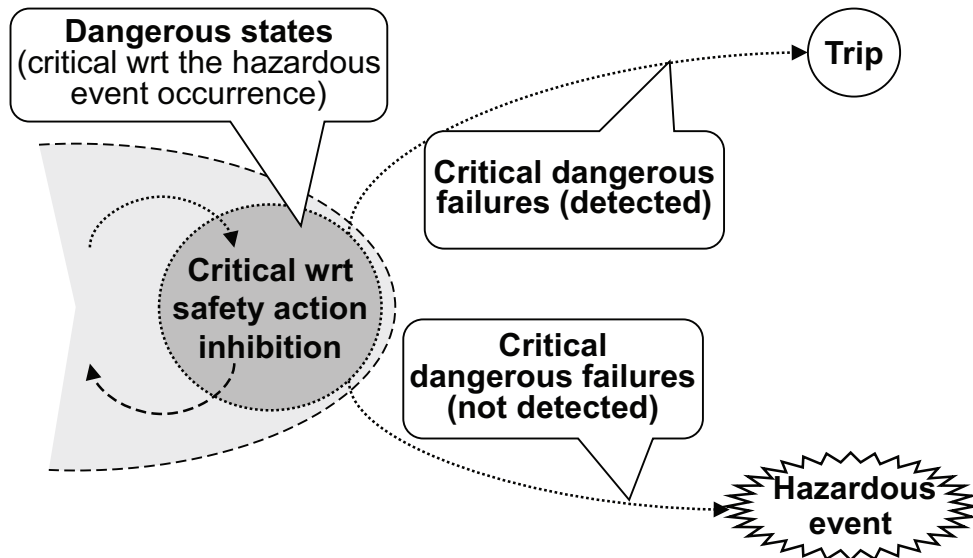 Dangerous states
(critical wrt the hazardous
event occurrence)
Trip
Critical dangerous
failures (detected)
Critical wrt
safety action
inhibition
Critical
dangerous failures
(not detected)
Hazardous
event